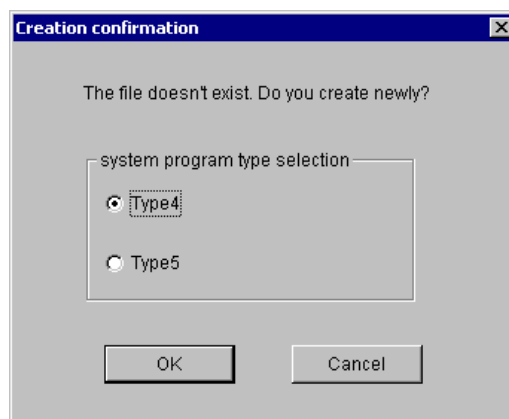 Creation confirmation
The file doesn't exist. Do you create newly?
system program type selection
Type4
Type5
OK
Cancel